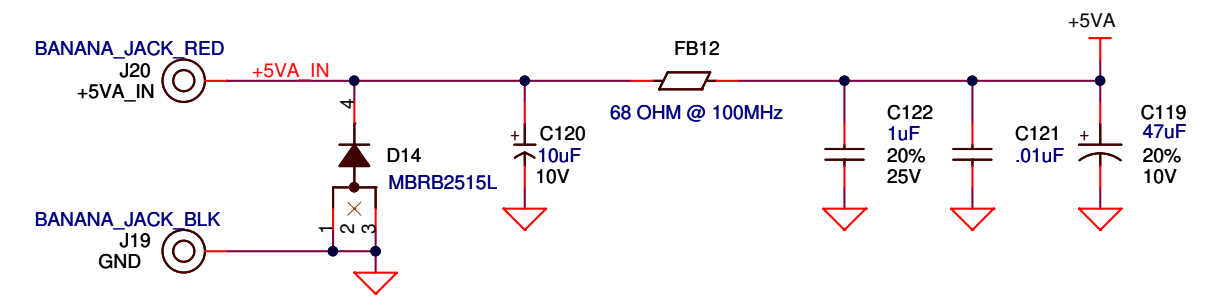 +5VA
BANANA_JACK_RED
J20
+5VA_IN
+5VA_IN
FB12
68 OHM @ 100MHz
4
D14
MBRB2515L
1
2
3
+
C120
10uF
10V
C122
1uF
20%
25V
C121
.01uF
+
C119
47uF
20%
10V
BANANA_JACK_BLK
J19
GND